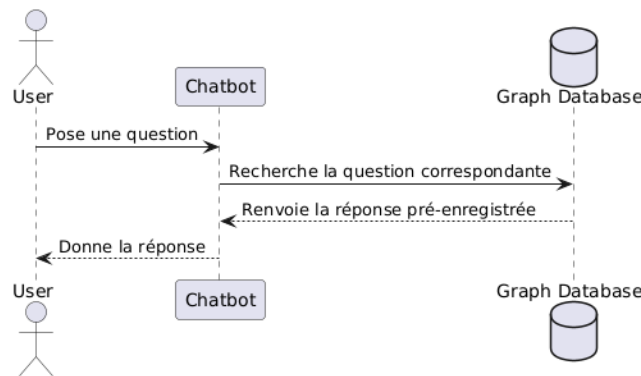 User
Chatbot
Graph Database
Pose une question
Recherche la question correspondante
Renvoie la réponse pré-enregistrée
Donne la réponse
User
Chatbot
Graph Database